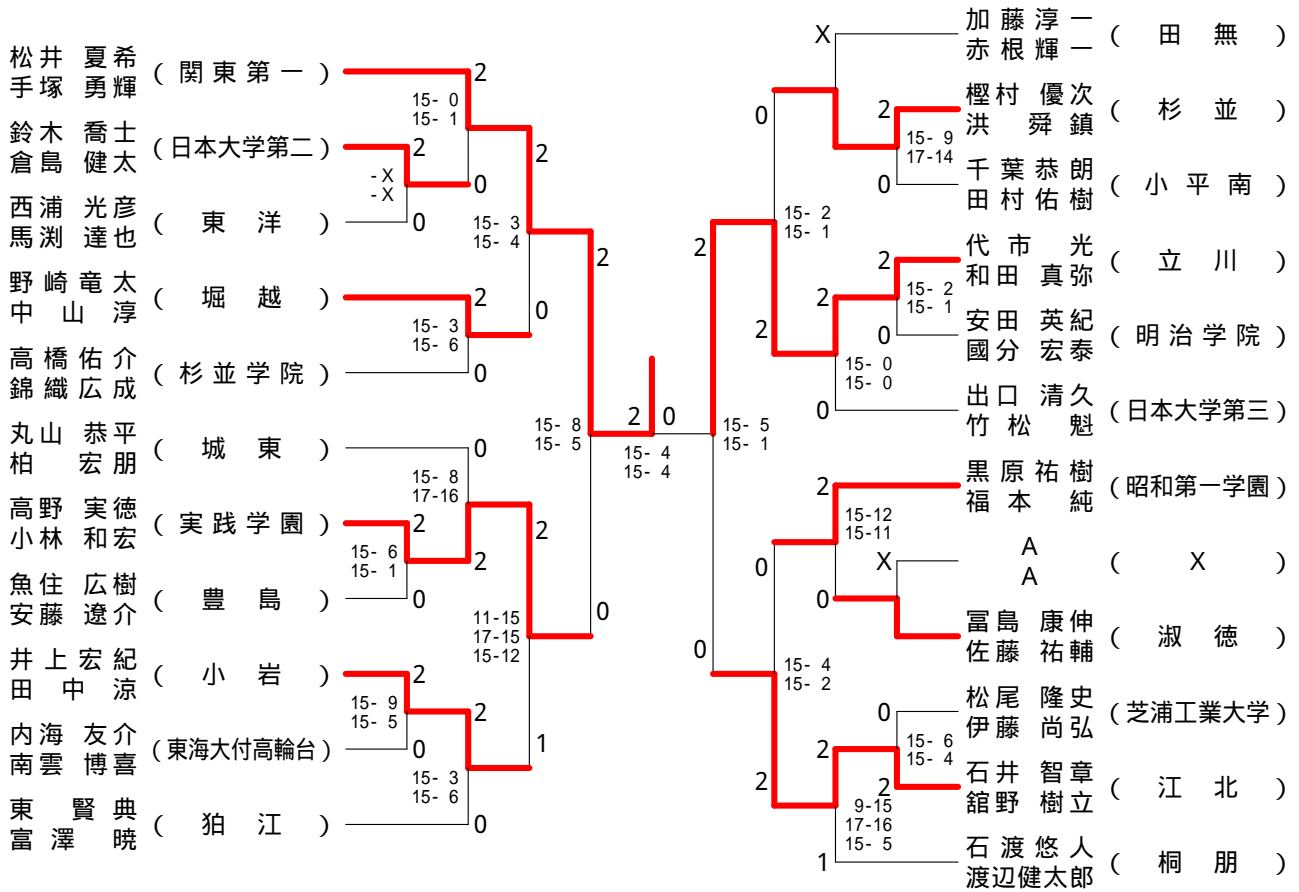 松井 夏希
手塚 勇輝
( 関東第一 )
鈴木 喬士
倉島 健太
( 日本大学第二 )
西浦 光彦
馬渕 達也
( 東洋 )
野崎竜太
中山淳
( 堀越 )
高橋佑介
錦織広成
( 杉並学院 )
丸山 恭平
柏 宏朋
( 城東 )
高野 実徳
小林 和宏
( 実践学園 )
魚住 広樹
安藤 遼介
( 豊島 )
井上宏紀
田中涼
( 小岩 )
内海 友介
南雲 博喜
( 東海大付高輪台 )
東 賢典
富澤 暁
( 狛江 )
2
15- 0
15- 1
2
-X
-X
0
0
2
15- 3
15- 4
2
15- 3
15- 6
0
0
2
15- 8
15- 5
0
15- 8
17-16
2
15- 6
15- 1
0
2
2
11-15
17-15
15-12
0
2
15- 9
15- 5
0
2
15- 3
15- 6
0
1
2 0
15- 4
15- 4
加藤淳一
赤根輝一
( 田無 )
樫村 優次
洪 舜鎮
( 杉並 )
千葉恭朗
田村佑樹
( 小平南 )
代市 光
和田 真弥
( 立川 )
安田 英紀
國分 宏泰
( 明治学院 )
出口 清久
竹松 魁
( 日本大学第三 )
黒原祐樹
福本純
( 昭和第一学園 )
A
A
( X )
冨島 康伸
佐藤 祐輔
( 淑徳 )
松尾 隆史
伊藤 尚弘
( 芝浦工業大学 )
石井 智章
舘野 樹立
( 江北 )
石渡悠人
渡辺健太郎
( 桐朋 )
X
0
2
15- 9
17-14
0
15- 2
15- 1
2
2
15- 2
15- 1
0
2
2
15- 0
15- 0
0
15- 5
15- 1
2
15-12
15-11
0
X
0
0
15- 4
15- 2
0
15- 6
15- 4
2
2
2
9-15
17-16
15- 5
1